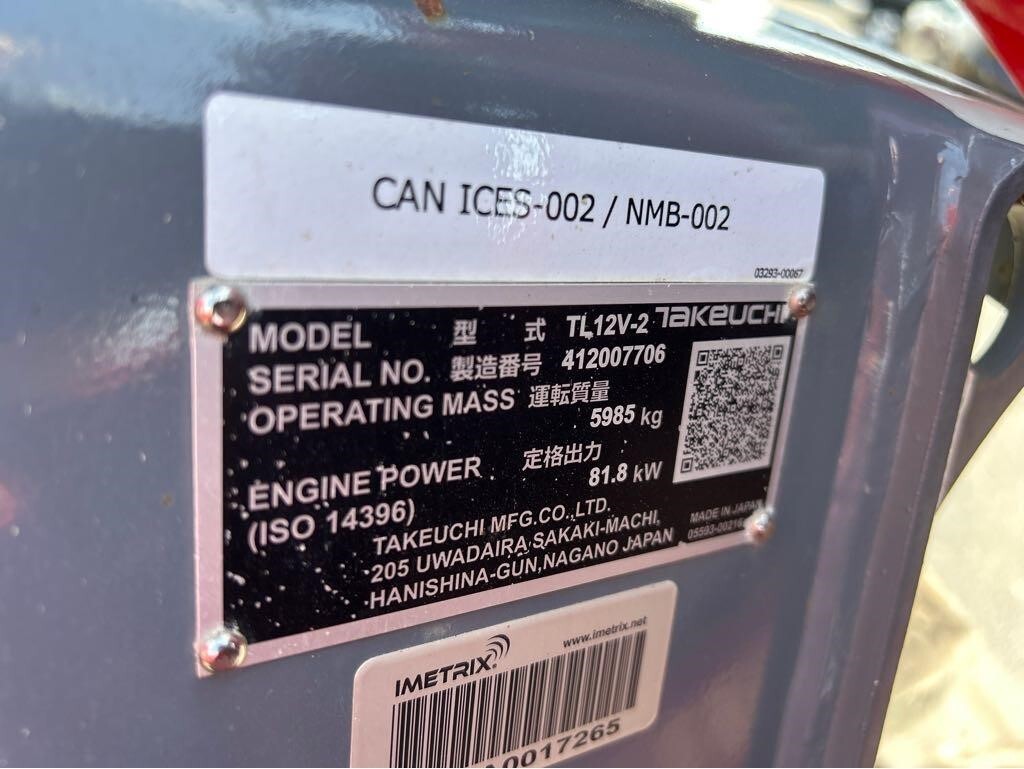 CAN ICES-002 / NMB-002
03293-00067
MODEL 型 式 TL12V-2 TAKEUCHI
SERIAL NO. 製造番号 412007706
OPERATING MASS 運転質量
5985 kg
ENGINE POWER 定格出力
(ISO 14396) 81.8 kW
TAKEUCHI MFG.CO.,LTD.
205 UWADAIRA,SAKAKI-MACHI,
HANISHINA-GUN,NAGANO JAPAN
MADE IN JAPAN
IMETRIX® www.imetrix.net
0017265